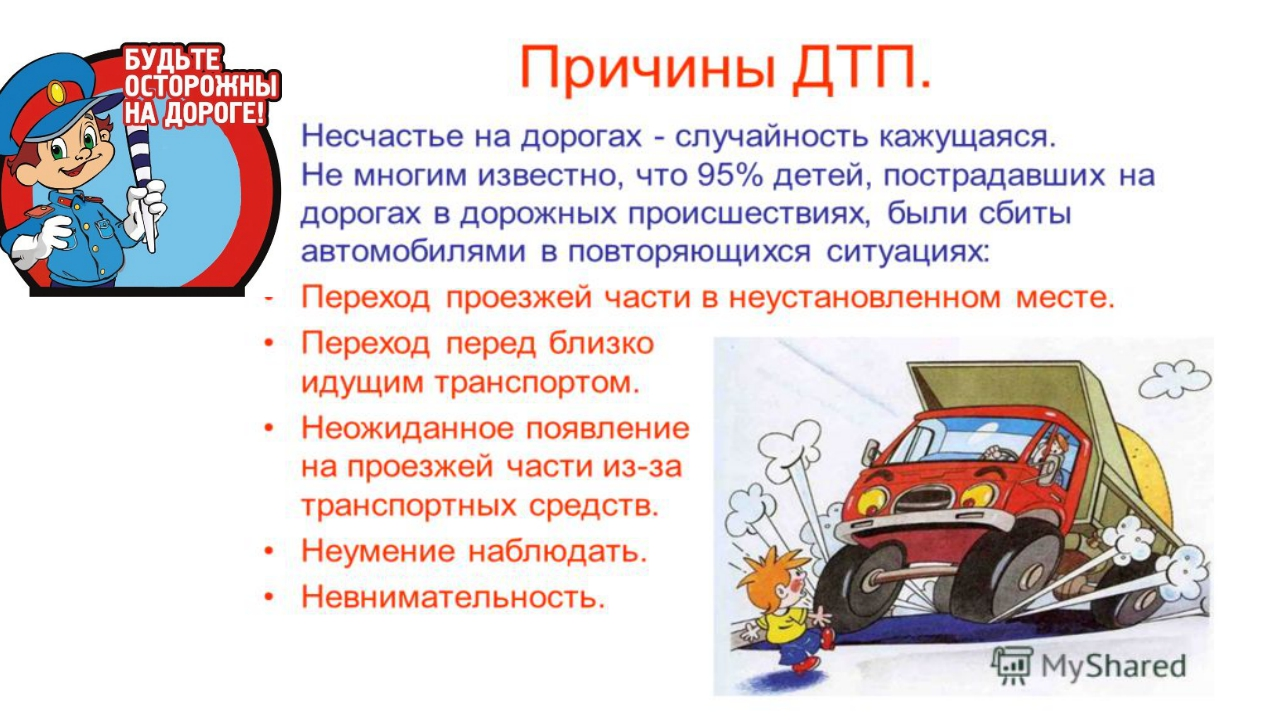 БУДЬТЕ
ОСТОРОЖНЫ
НА ДОРОГЕ!
Причины ДТП.
Несчастье на дорогах - случайность кажущаяся.
Не многим известно, что 95% детей, пострадавших на
дорогах в дорожных происшествиях, были сбиты
автомобилями в повторяющихся ситуациях:
• Переход проезжей части в неустановленном месте.
• Переход перед близко
идущим транспортом.
• Неожиданное появление
на проезжей части из-за
транспортных средств.
• Неумение наблюдать.
• Невнимательность.
MyShared